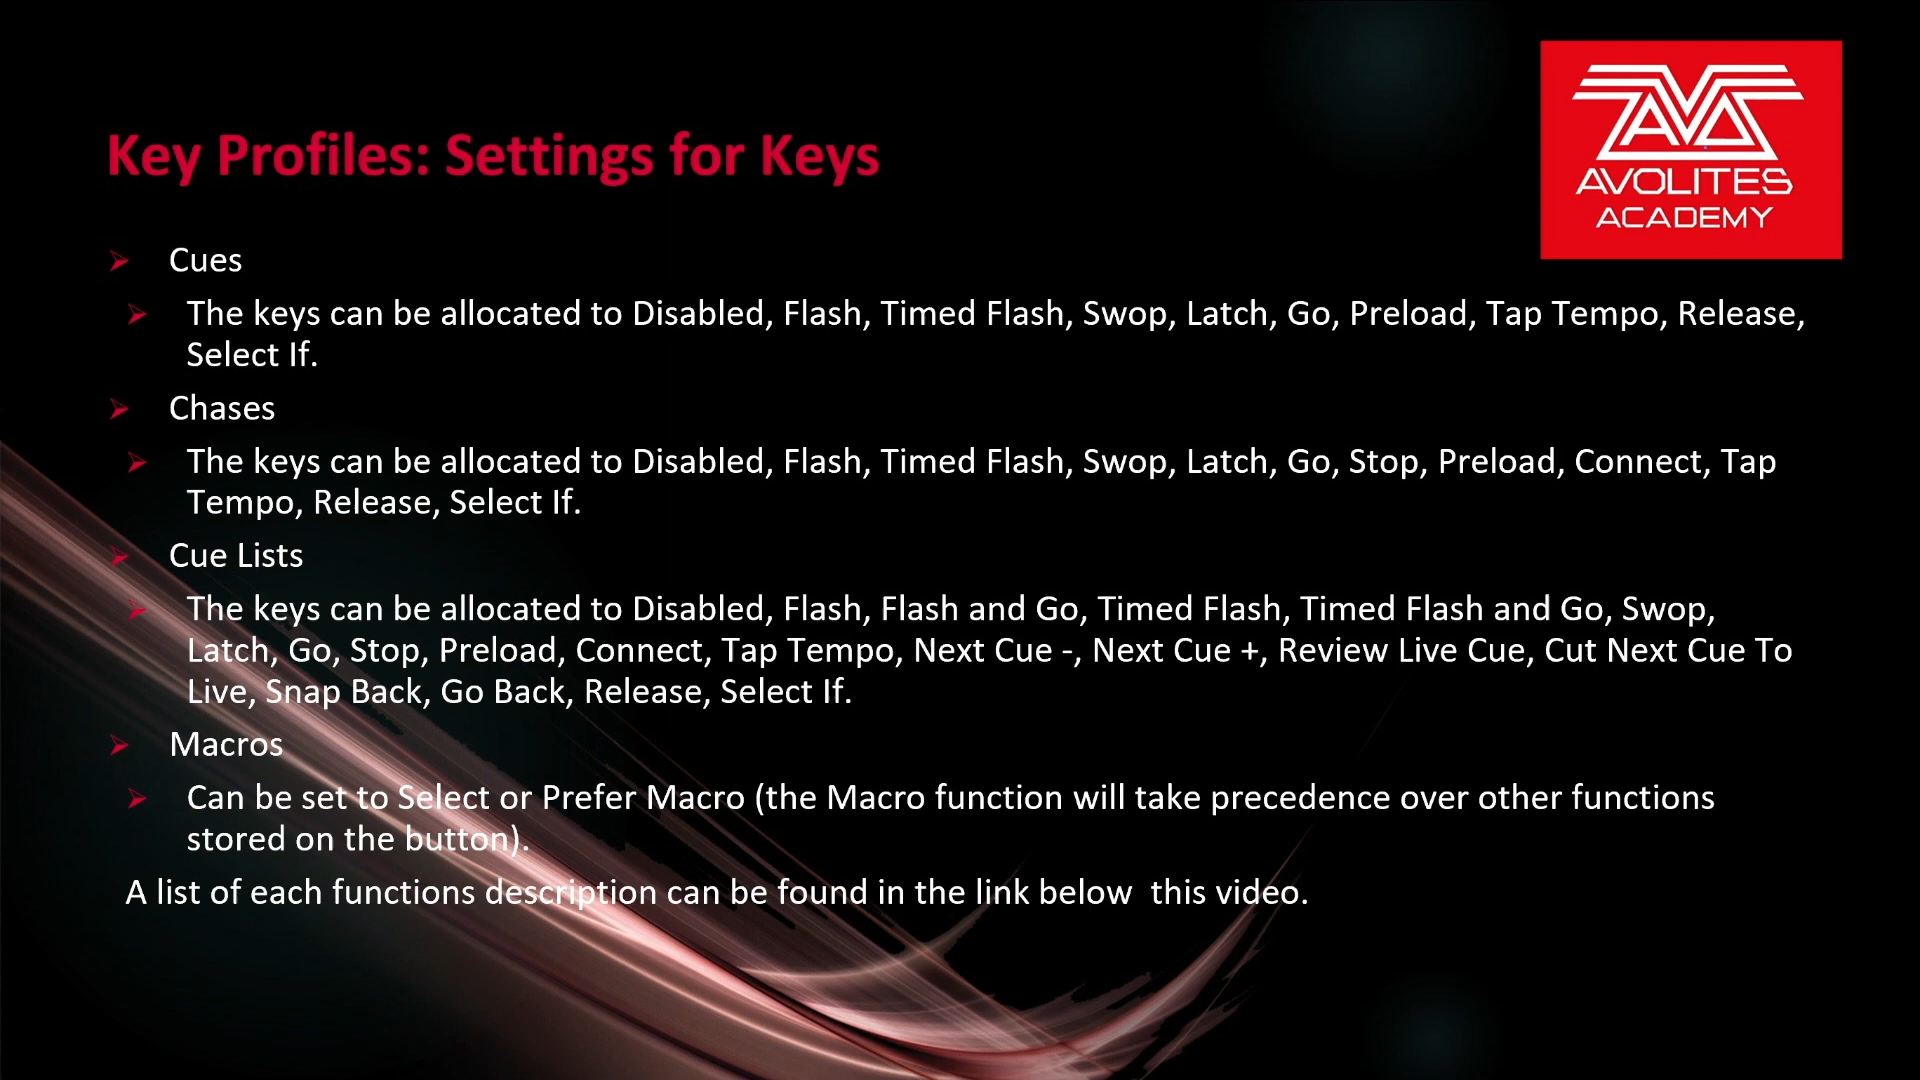 AVOLITES
ACADEMY
Key Profiles: Settings for Keys
Cues
The keys can be allocated to Disabled, Flash, Timed Flash, Swop, Latch, Go, Preload, Tap Tempo, Release,
Select If.
Chases
The keys can be allocated to Disabled, Flash, Timed Flash, Swop, Latch, Go, Stop, Preload, Connect, Tap
Tempo, Release, Select If.
Cue Lists
The keys can be allocated to Disabled, Flash, Flash and Go, Timed Flash, Timed Flash and Go, Swop,
Latch, Go, Stop, Preload, Connect, Tap Tempo, Next Cue -, Next Cue +, Review Live Cue, Cut Next Cue To
Live, Snap Back, Go Back, Release, Select If.
Macros
Can be set to Select or Prefer Macro (the Macro function will take precedence over other functions
stored on the button).
A list of each functions description can be found in the link below  this video.